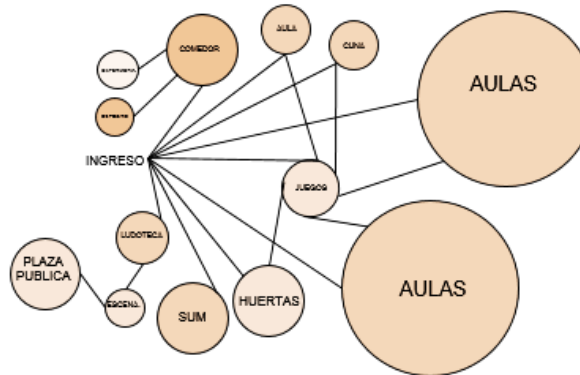 COMEDOR
AULA
CUNA
AULAS
INGRESO
JUEGOS
LUDOTECA
PLAZA
PUBLICA
ESCENA.
SUM
HUERTAS
AULAS